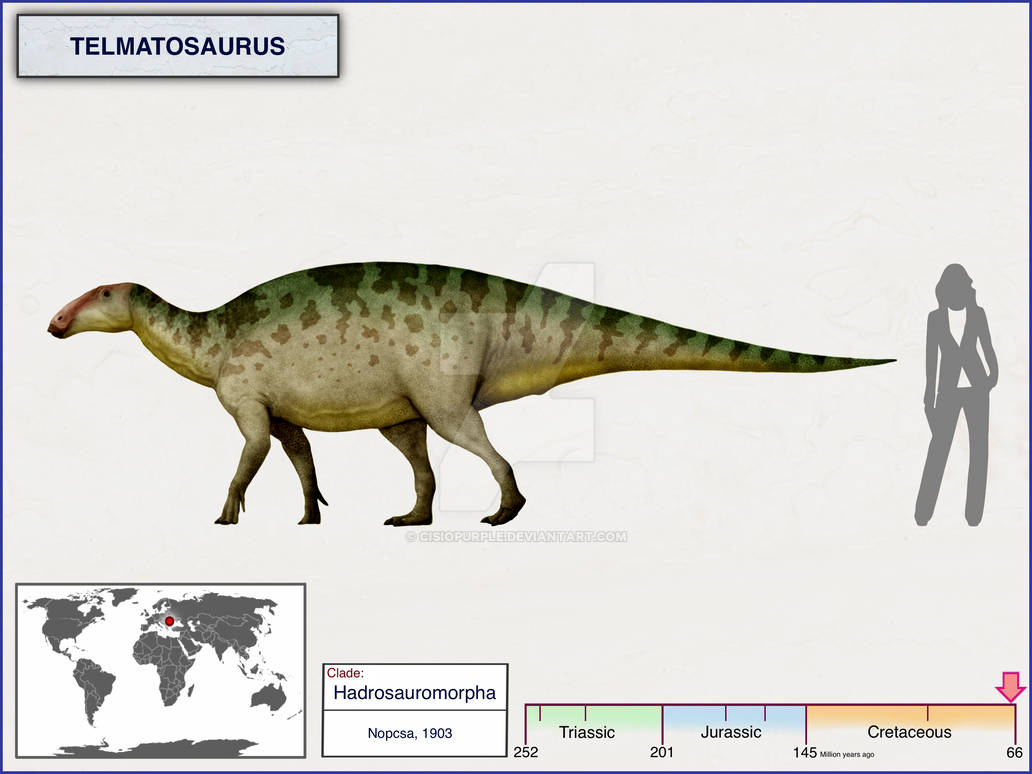 TELMATOSAURUS
© CISIOPURPLE.DEVIANTART.COM
Clade:
Hadrosauromorpha
Nopcsa, 1903
Triassic
Jurassic
Cretaceous
252
201
145 Million years ago
66